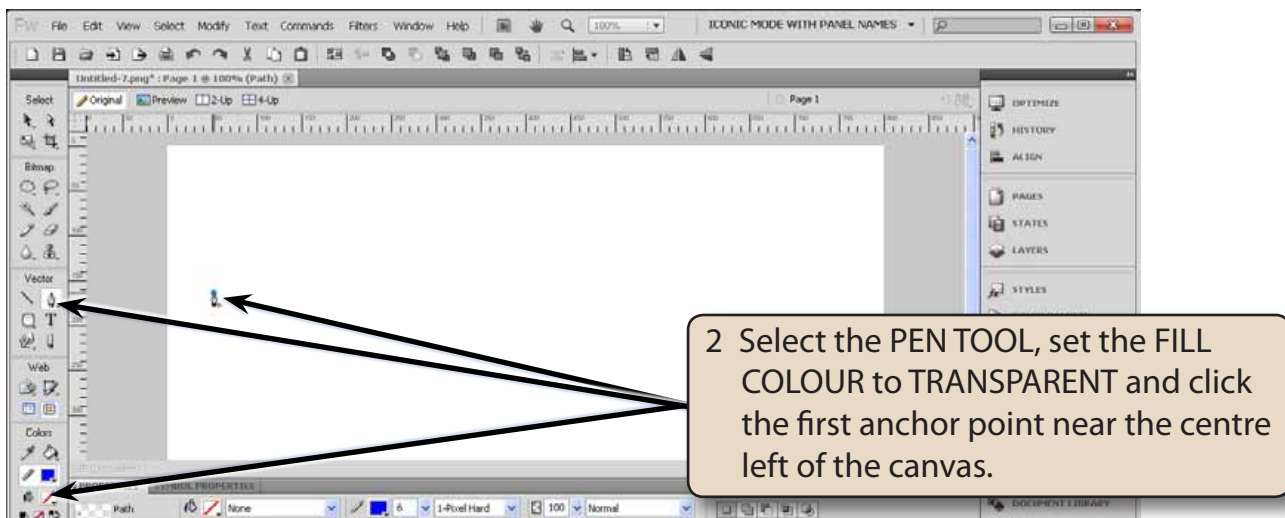 Fw File Edit View Select Modify Text Commands Filters Window Help 100% ICONIC MODE WITH PANEL NAMES
Untitled-7.png* : Page 1 @ 100% (Path)
Select Original Preview 2-Up 4-Up Page 1
OPTIMIZE
HISTORY
ALIGN
Bitmap
PAGES
STATES
LAYERS
Vector
STYLES
T
Web
2 Select the PEN TOOL, set the FILL
COLOUR to TRANSPARENT and click
the first anchor point near the centre
left of the canvas.
Colors
PROPERTIES SYMBOL PROPERTIES
Path None 6 1-Pixel Hard 100 Normal
DOCUMENT LIBRARY